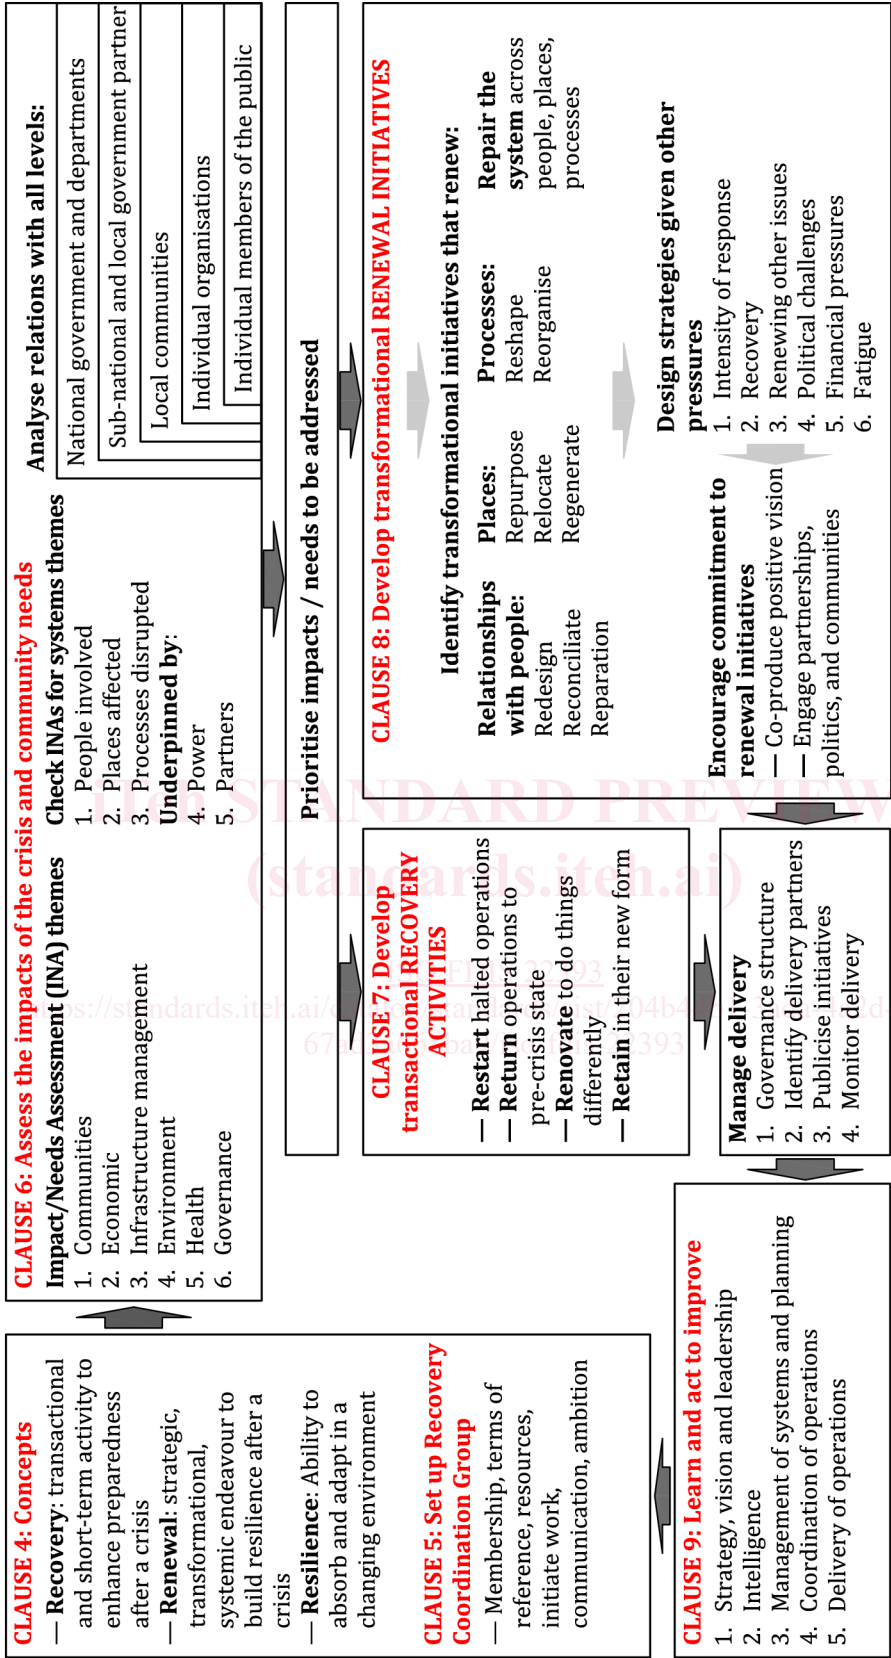 CLAUSE 4: Concepts
— Recovery: transactional
and short-term activity to
enhance preparedness
after a crisis
— Renewal: strategic,
transformational,
systemic endeavour to
build resilience after a
crisis
— Resilience: Ability to
absorb and adapt in a
changing environment
CLAUSE 5: Set up Recovery
Coordination Group
— Membership, terms of
reference, resources,
initiate work,
communication, ambition
CLAUSE 6: Assess the impacts of the crisis and community needs
Impact/Needs Assessment (INA) themes
1. Communities
2. Economic
3. Infrastructure management
4. Environment
5. Health
6. Governance
Check INAs for systems themes
1. People involved
2. Places affected
3. Processes disrupted
Underpinned by:
4. Power
5. Partners
Analyse relations with all levels:
National government and departments
Sub-national and local government partner
Local communities
Individual organisations
Individual members of the public
Prioritise impacts / needs to be addressed
CLAUSE 7: Develop
transactional RECOVERY
ACTIVITIES
— Restart halted operations
— Return operations to
pre-crisis state
— Renovate to do things
differently
— Retain in their new form
CLAUSE 8: Develop transformational RENEWAL INITIATIVES
Identify transformational initiatives that renew:
Relationships
with people:
Redesign
Reconciliate
Reparation
Places:
Repurpose
Relocate
Regenerate
Processes:
Reshape
Reorganise
Repair the
system across
people, places,
processes
Design strategies given other
pressures
1. Intensity of response
2. Recovery
3. Renewing other issues
4. Political challenges
5. Financial pressures
6. Fatigue
Encourage commitment to
renewal initiatives
— Co-produce positive vision
— Engage partnerships,
politics, and communities
Manage delivery
1. Governance structure
2. Identify delivery partners
3. Publicise initiatives
4. Monitor delivery
CLAUSE 9: Learn and act to improve
1. Strategy, vision and leadership
2. Intelligence
3. Management of systems and planning
4. Coordination of operations
5. Delivery of operations
iTeh STANDARD PREVIEW
(standards.iteh.ai)
22393